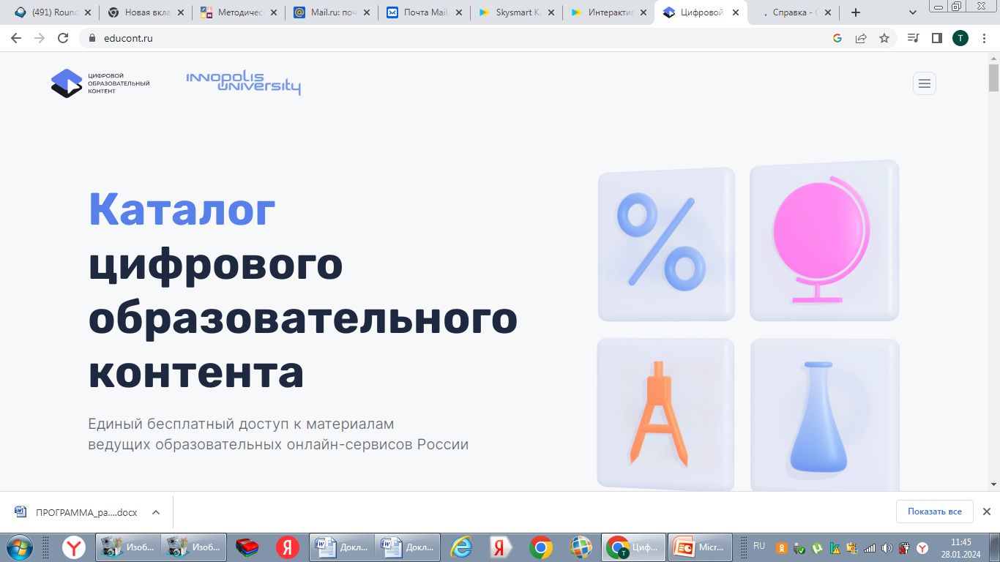 (491) Roun
Новая вкла
Методичес
Mail.ru: поч
Почта Mail
Skysmart К
Интерактив
Цифровой
Справка - С
educont.ru
G
T
ЦИФРОВОЙ
ОБРАЗОВАТЕЛЬНЫЙ
КОНТЕНТ
INNOPOLIS
UNIVERSITY
Каталог
цифрового
образовательного
контента
Единый бесплатный доступ к материалам
ведущих образовательных онлайн-сервисов России
ПРОГРАММА_ра....docx
Показать все
Изоб...
Изоб...
Докл...
Докл...
Циф...
Micr...
RU
11:45
28.01.2024